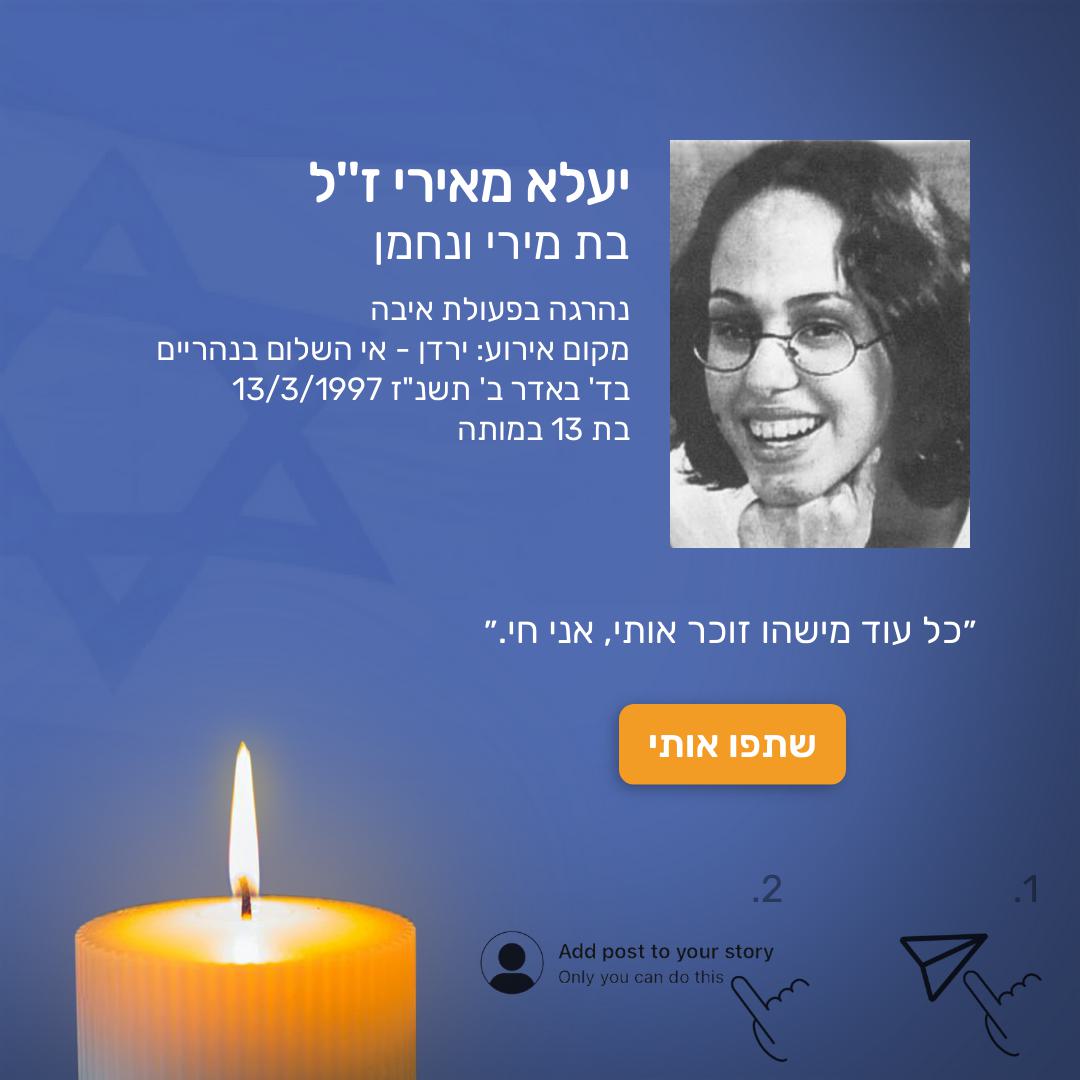 יעלא מאירי ז"ל
בת מירי ונחמן
נהרגה בפעולת איבה
מקום אירוע: ירדן - אי השלום בנהריים
בד' באדר ב' תשנ"ז 13/3/1997
בת 13 במותה
"כל עוד מישהו זוכר אותי, אני חי."
שתפו אותי
1.
2.
Add post to your story
Only you can do this